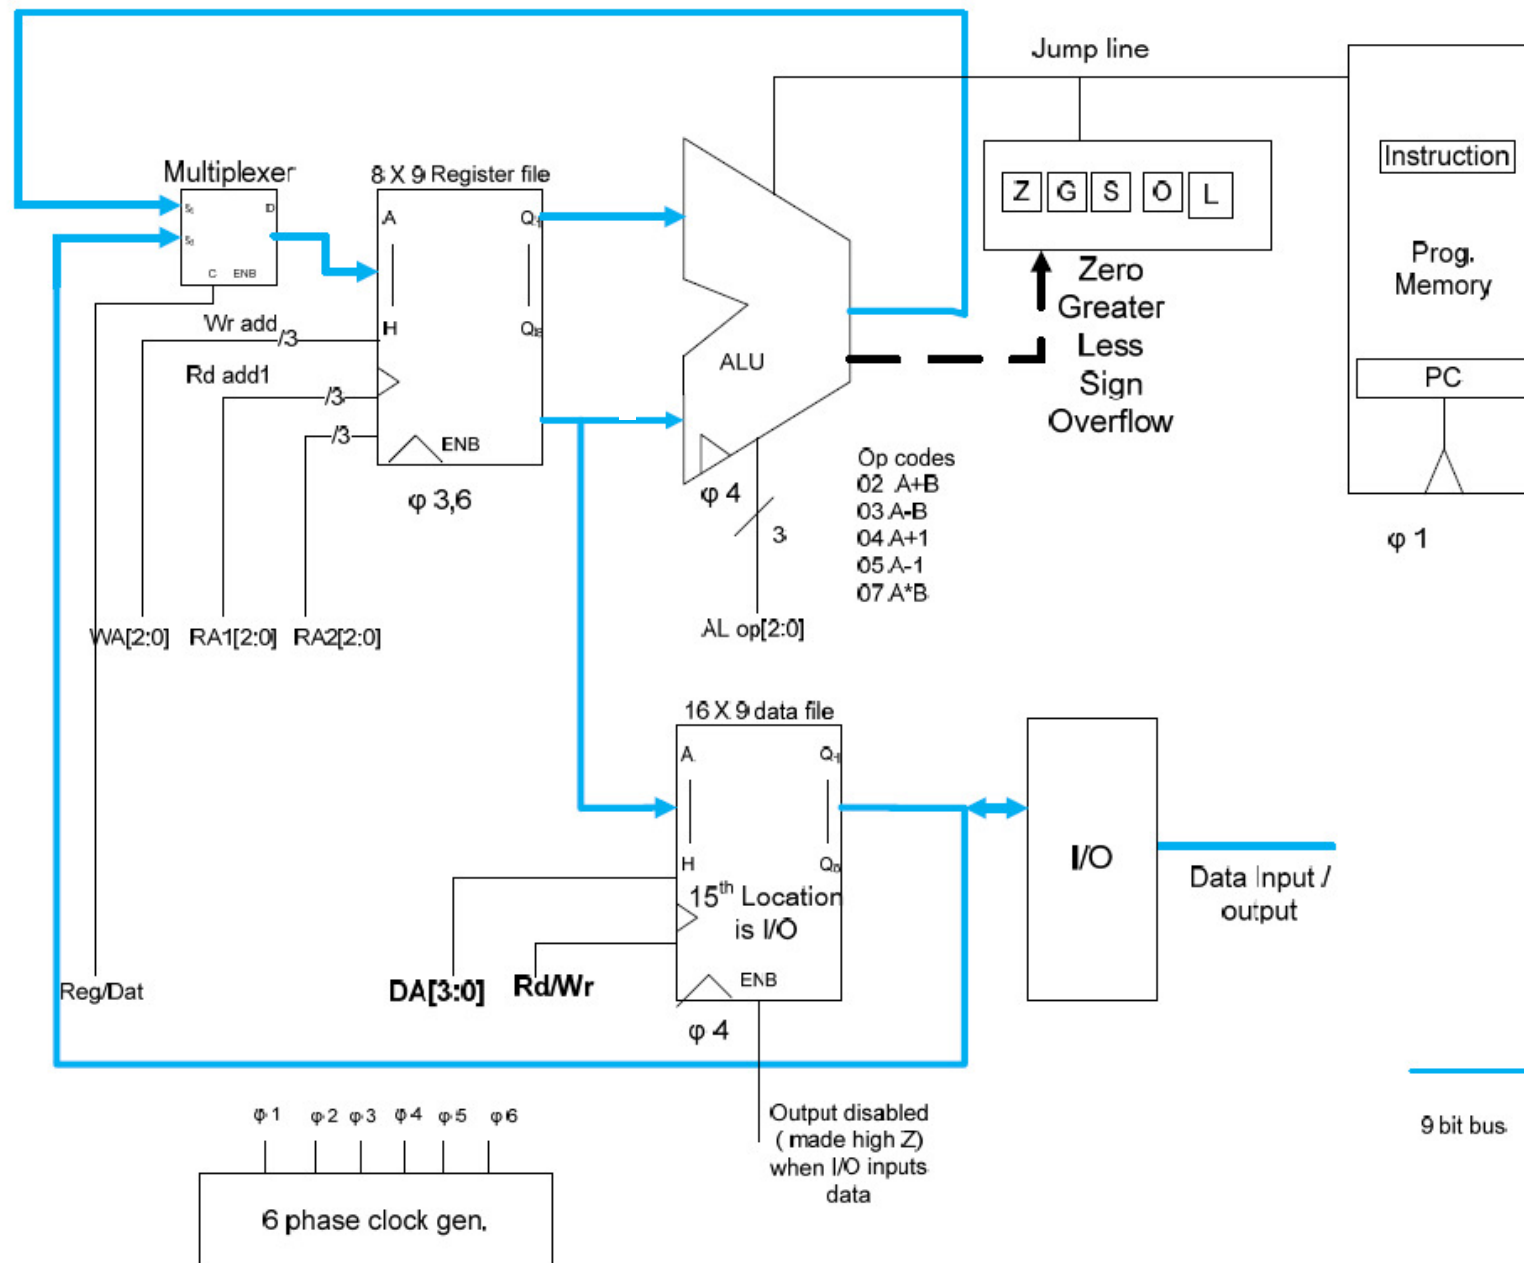 Jump line
Multiplexer
8 X 9 Register file
Instruction
Z G S O L
S₁ ID
S₂
C ENB
A Q₁
H Q₈
Prog.
Memory
Zero
Greater
Less
Sign
Overflow
Wr add /3
Rd add1 /3
/3
ENB
φ 3,6
ALU
φ 4
3
PC
φ 1
Op codes
02 A+B
03 A-B
04 A+1
05 A-1
07 A*B
WA[2:0] RA1[2:0] RA2[2:0]
AL op[2:0]
16 X 9 data file
A Q₁
H Q₈
15th Location
is I/O
ENB
φ 4
I/O
Data Input /
output
Reg/Dat
DA[3:0] Rd/Wr
Output disabled
( made high Z)
when I/O inputs
data
9 bit bus
φ 1 φ 2 φ 3 φ 4 φ 5 φ 6
6 phase clock gen.